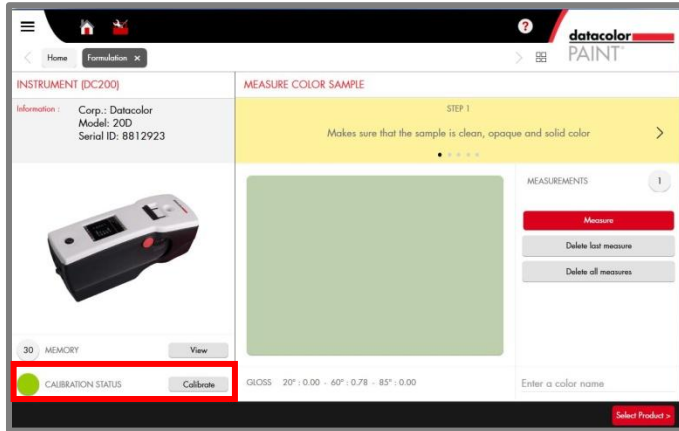 ?
datacolor
PAINT
Home
Formulation ×
INSTRUMENT (DC200)
Information :
Corp.: Datacolor
Model: 20D
Serial ID: 8812923
30 MEMORY
View
CALIBRATION STATUS
Calibrate
MEASURE COLOR SAMPLE
STEP 1
Makes sure that the sample is clean, opaque and solid color
MEASUREMENTS
1
Measure
Delete last measure
Delete all measures
GLOSS 20° : 0.00 - 60° : 0.78 - 85° : 0.00
Enter a color name
Select Product >